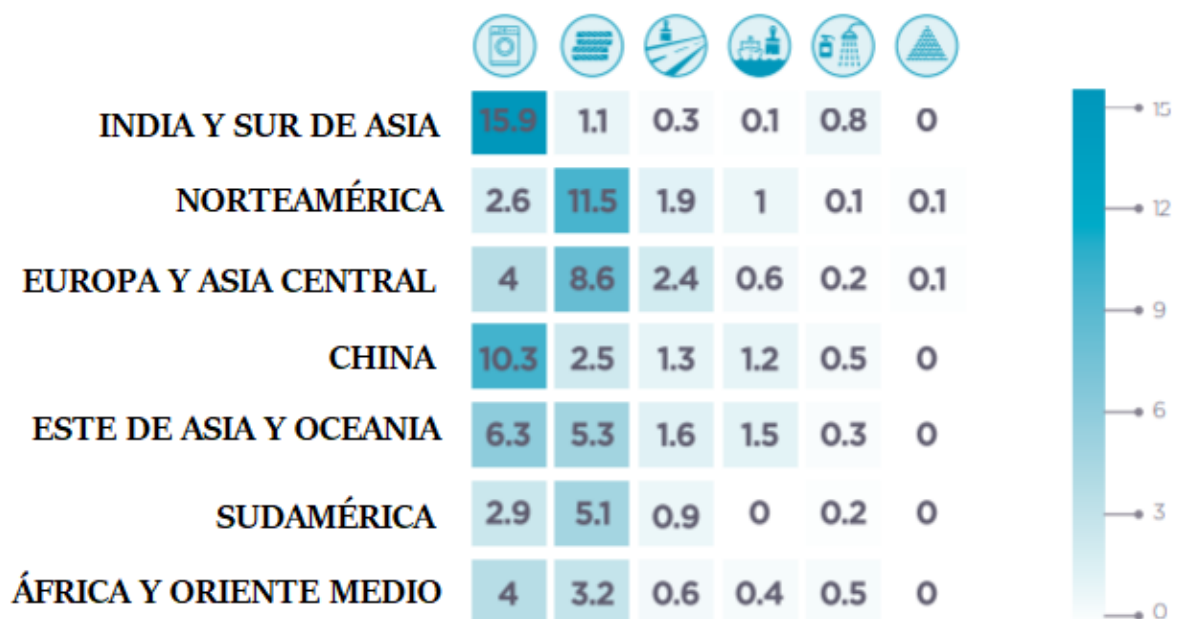 INDIA Y SUR DE ASIA 15.9 1.1 0.3 0.1 0.8 0
15
NORTEAMÉRICA 2.6 11.5 1.9 1 0.1 0.1
12
EUROPA Y ASIA CENTRAL 4 8.6 2.4 0.6 0.2 0.1
9
CHINA 10.3 2.5 1.3 1.2 0.5 0
ESTE DE ASIA Y OCEANIA 6.3 5.3 1.6 1.5 0.3 0
6
SUDAMÉRICA 2.9 5.1 0.9 0 0.2 0
3
ÁFRICA Y ORIENTE MEDIO 4 3.2 0.6 0.4 0.5 0
0